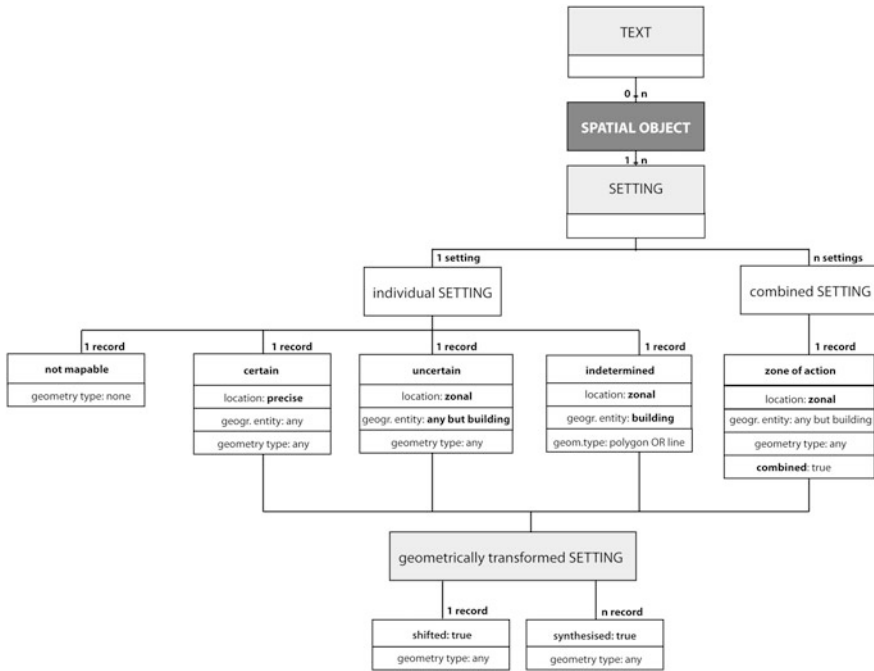 TEXT
0 - n
SPATIAL OBJECT
1 - n
SETTING
1 setting
n settings
individual SETTING
combined SETTING
1 record
1 record
1 record
1 record
1 record
not mapable
certain
uncertain
indetermined
zone of action
geometry type: none
location: precise
location: zonal
location: zonal
location: zonal
geogr. entity: any
geogr. entity: any but building
geogr. entity: building
geogr. entity: any but building
geometry type: any
geometry type: any
geom.type: polygon OR line
geometry type: any
combined: true
geometrically transformed SETTING
1 record
n record
shifted: true
synthesised: true
geometry type: any
geometry type: any